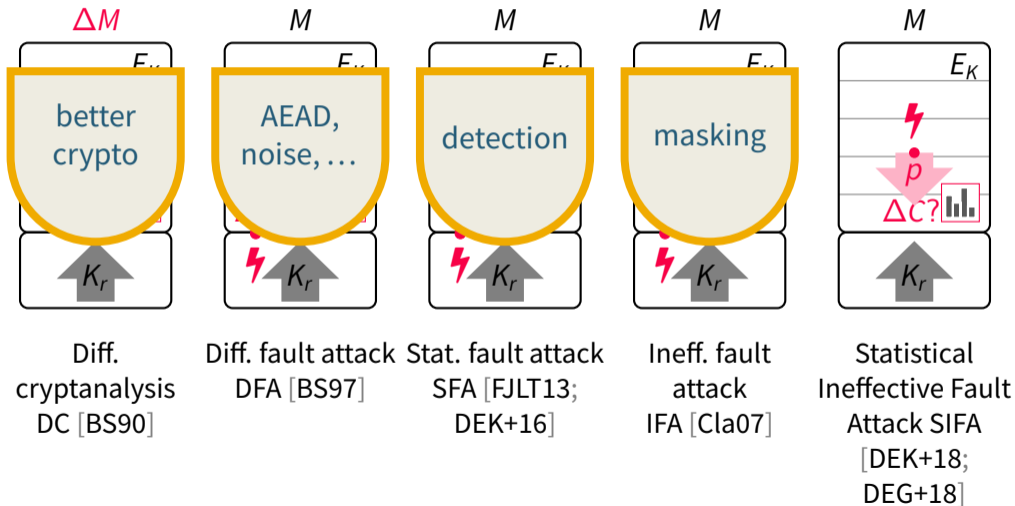 ΔM
M
M
M
M
E_K
E_K
E_K
E_K
E_K
better
crypto
AEAD,
noise, …
detection
masking
p
ΔC?
K_r
K_r
K_r
K_r
K_r
Diff.
cryptanalysis
DC [BS90]
Diff. fault attack
DFA [BS97]
Stat. fault attack
SFA [FJLT13;
DEK+16]
Ineff. fault
attack
IFA [Cla07]
Statistical
Ineffective Fault
Attack SIFA
[DEK+18;
DEG+18]